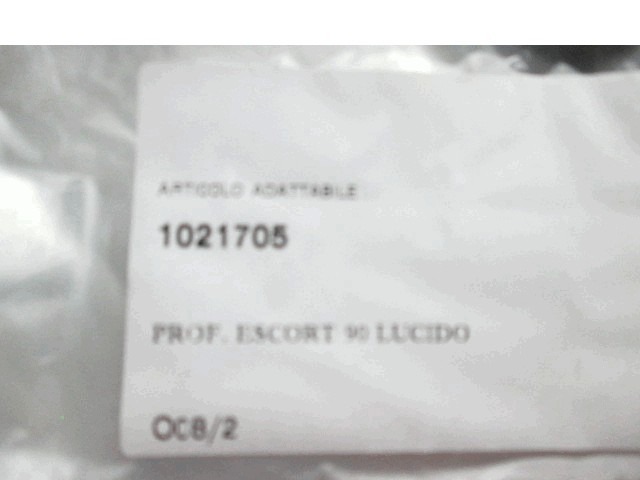 ARTICOLO ADATTABILE
1021705
PROF. ESCORT 90 LUCIDO
OC8/2